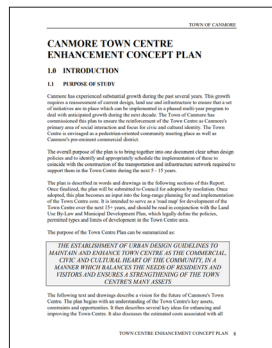 TOWN OF CANMORE
CANMORE TOWN CENTRE
ENHANCEMENT CONCEPT PLAN
1.0 INTRODUCTION
1.1 PURPOSE OF STUDY
Canmore has experienced substantial growth during the past several years. This growth
requires a reassessment of current design, land use and infrastructure to ensure that a set
of initiatives are in place which can be implemented in a phased multi-year program to
deal with anticipated growth during the next decade. The Town of Canmore has
commissioned this plan to ensure the reinforcement of the Town Centre as Canmore's
primary area of social interaction and focus for civic and cultural identity. The Town
Centre is envisaged as a pedestrian-oriented community meeting place as well as
Canmore's pre-eminent commercial district.
The overall purpose of the plan is to bring together into one document clear urban design
policies and to identify and appropriately schedule the implementation of these to
coincide with the construction of the transportation and infrastructure network required to
support them in the Town Centre during the next 5 - 15 years.
The plan is described in words and drawings in the following sections of this Report.
Once finalized, the plan will be submitted to Council for adoption by resolution. Once
adopted, this plan becomes an input into the long-range planning for and implementation
of the Town Centre core. It is intended to serve as a 'road map' for development of the
Town Centre over the next 15+ years, and should be read in conjunction with the Land
Use By-Law and Municipal Development Plan, which legally define the policies,
permitted types and limits of development in the Town Centre area.
The purpose of the Town Centre Plan can be summarized as:
THE ESTABLISHMENT OF URBAN DESIGN GUIDELINES TO
MAINTAIN AND ENHANCE TOWN CENTRE AS THE COMMERCIAL,
CIVIC AND CULTURAL HEART OF THE COMMUNITY, IN A
MANNER WHICH BALANCES THE NEEDS OF RESIDENTS AND
VISITORS AND ENSURES A STRENGTHENING OF THE TOWN
CENTRE'S MANY ASSETS
The following text and drawings describe a vision for the future of Canmore's Town
Centre. The plan begins with an understanding of the Town Centre's key assets,
constraints and opportunities. It then describes several key ideas for enhancing and
improving the Town Centre. It also discusses the estimated costs associated with all
TOWN CENTRE ENHANCEMENT CONCEPT PLAN